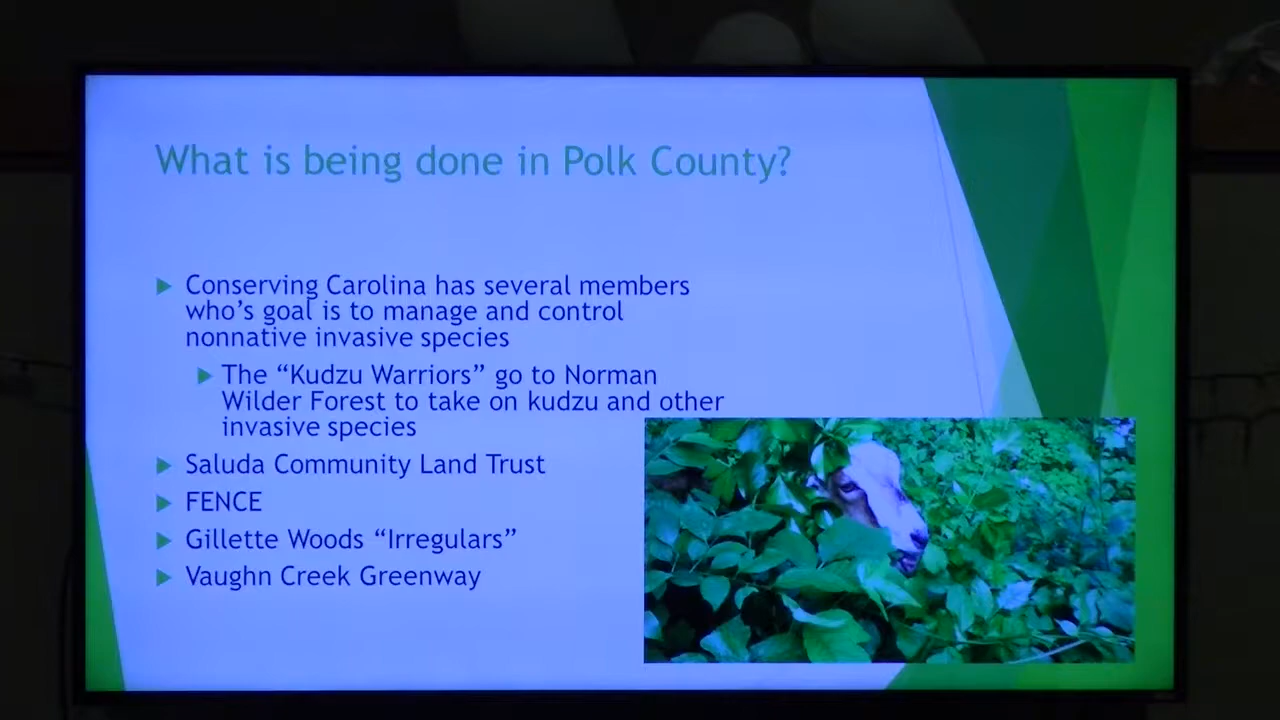 What is being done in Polk County?
Conserving Carolina has several members
who's goal is to manage and control
nonnative invasive species
The “Kudzu Warriors” go to Norman
Wilder Forest to take on kudzu and other
invasive species
Saluda Community Land Trust
FENCE
Gillette Woods “Irregulars”
Vaughn Creek Greenway